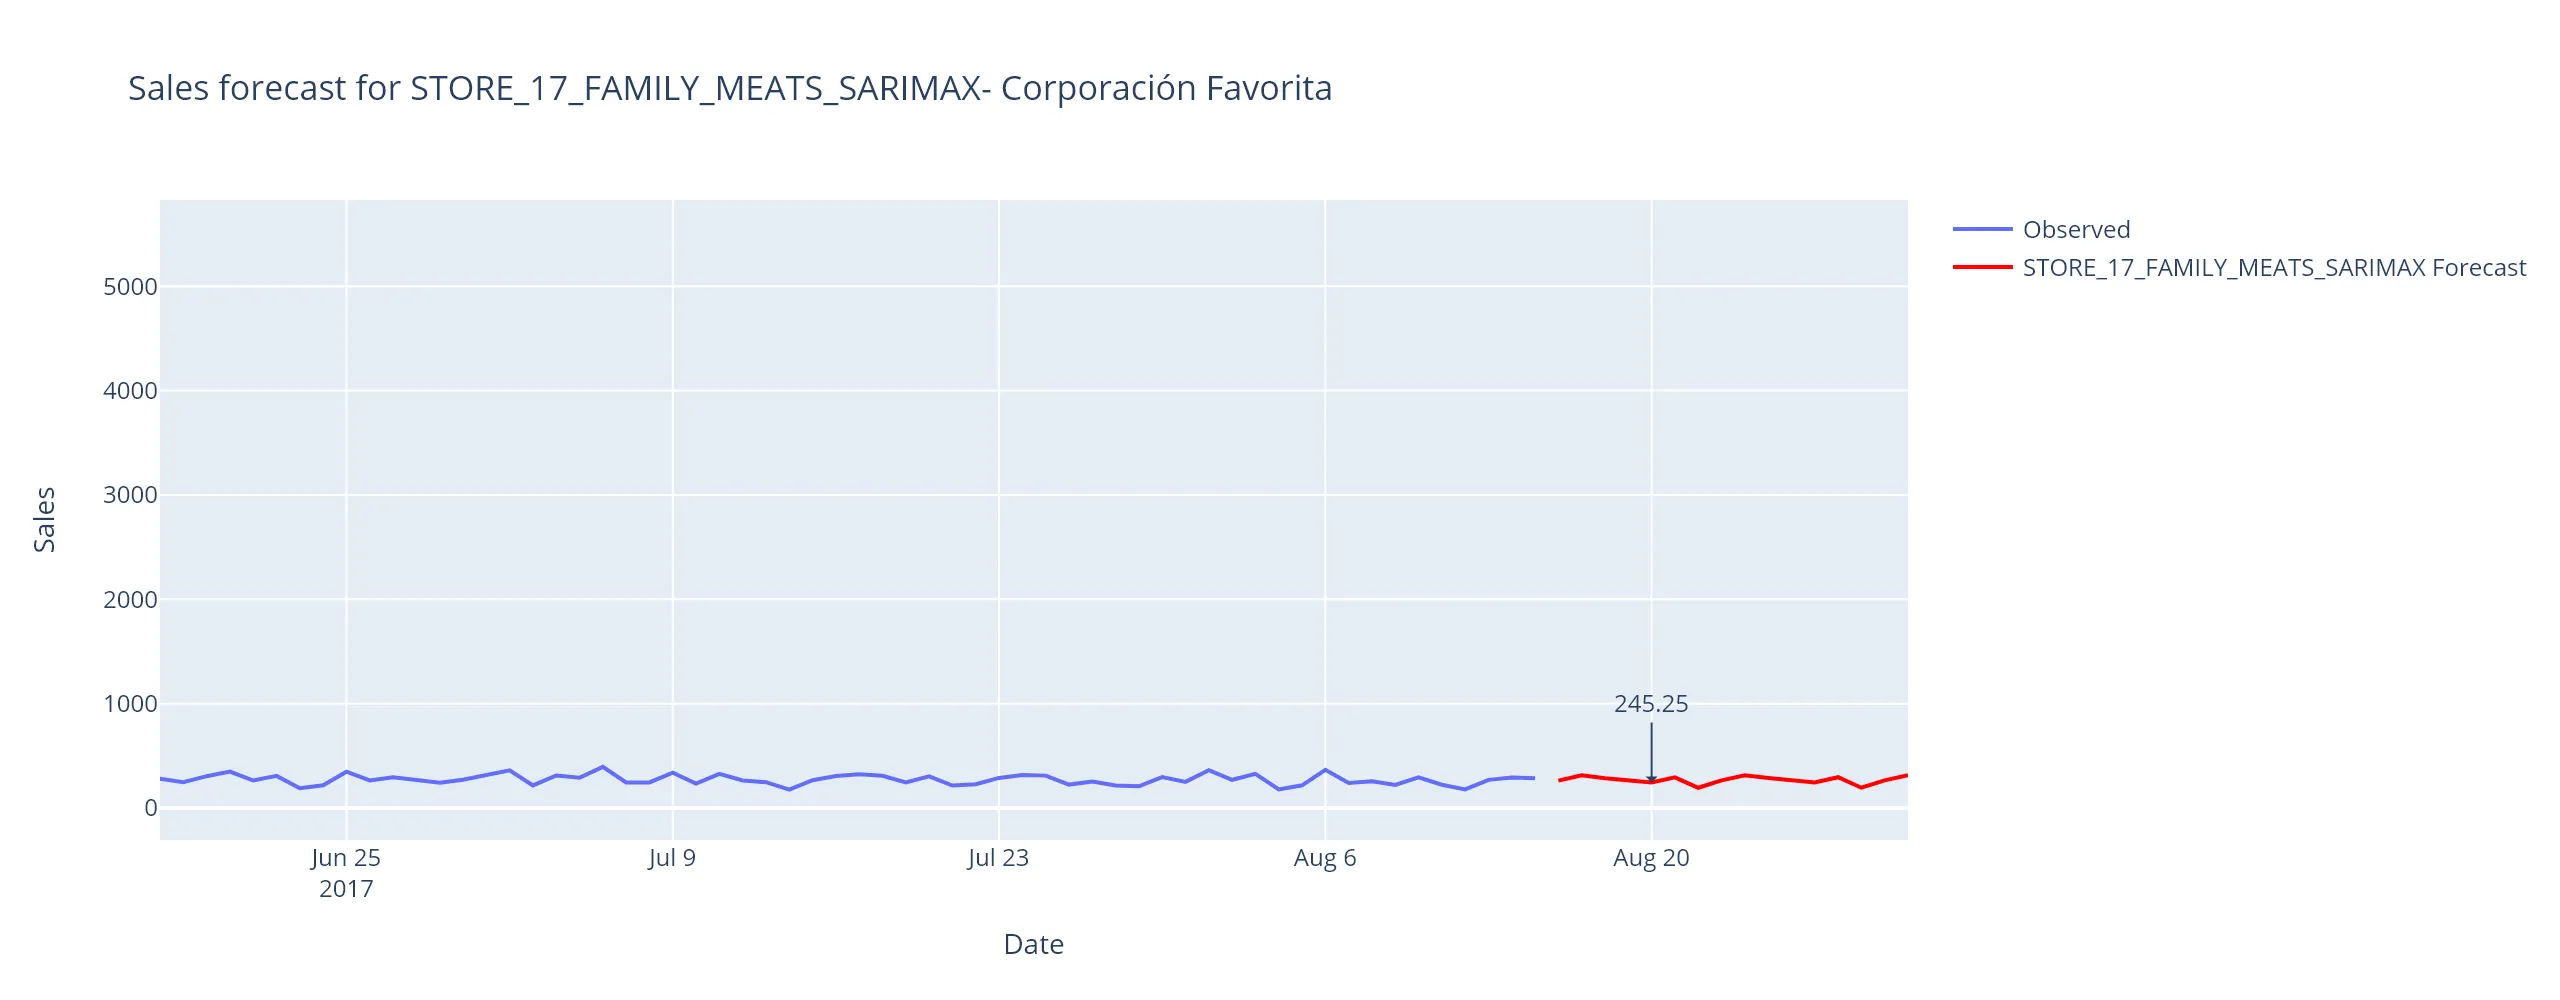 Sales forecast for STORE_17_FAMILY_MEATS_SARIMAX- Corporación Favorita
Observed
STORE_17_FAMILY_MEATS_SARIMAX Forecast
5000
4000
3000
2000
1000
0
Sales
245.25
Jun 25
2017
Jul 9
Jul 23
Aug 6
Aug 20
Date